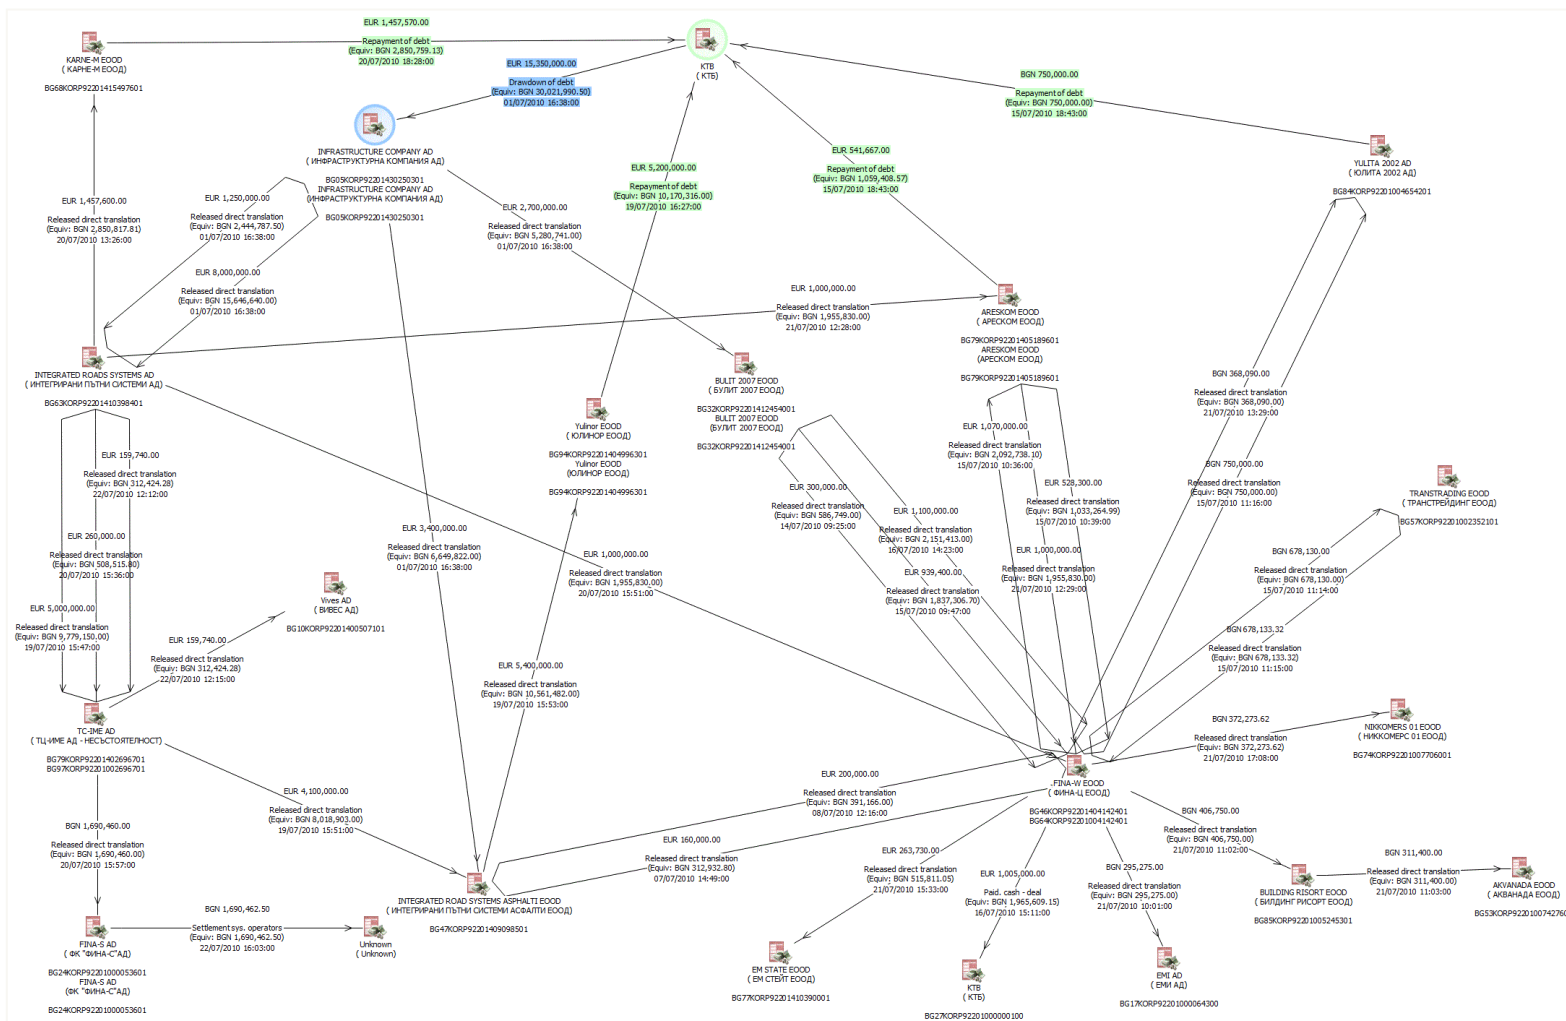 EUR 1,457,570.00
Repayment of debt
(Equiv: BGN 2,850,759.13)
20/07/2010 18:28:00
KARNE-M EOOD
( КАРНЕ-М ЕООД)
BG68KORP92201415497601
KTB
( КТБ)
EUR 15,350,000.00
Drawdown of debt
(Equiv: BGN 30,021,990.50)
01/07/2010 16:38:00
BGN 750,000.00
Repayment of debt
(Equiv: BGN 750,000.00)
15/07/2010 18:43:00
INFRASTRUCTURE COMPANY AD
( ИНФРАСТРУКТУРНА КОМПАНИЯ АД)
BG05KORP92201430250301
INFRASTRUCTURE COMPANY AD
(ИНФРАСТРУКТУРНА КОМПАНИЯ АД)
BG05KORP92201430250301
EUR 541,667.00
Repayment of debt
(Equiv: BGN 1,059,408.57)
15/07/2010 18:43:00
YULITA 2002 AD
( ЮЛИТА 2002 АД)
BG84KORP92201004654201
EUR 5,200,000.00
Repayment of debt
(Equiv: BGN 10,170,316.00)
19/07/2010 16:27:00
EUR 1,457,600.00
Released direct translation
(Equiv: BGN 2,850,817.81)
20/07/2010 13:26:00
EUR 1,250,000.00
Released direct translation
(Equiv: BGN 2,444,787.50)
01/07/2010 16:38:00
EUR 2,700,000.00
Released direct translation
(Equiv: BGN 5,280,741.00)
01/07/2010 16:38:00
EUR 8,000,000.00
Released direct translation
(Equiv: BGN 15,646,640.00)
01/07/2010 16:38:00
EUR 1,000,000.00
Released direct translation
(Equiv: BGN 1,955,830.00)
21/07/2010 12:28:00
ARESKOM EOOD
( АРЕСКОМ ЕООД)
BG79KORP92201405189601
ARESKOM EOOD
(АРЕСКОМ ЕООД)
BG79KORP92201405189601
INTEGRATED ROADS SYSTEMS AD
( ИНТЕГРИРАНИ ПЪТНИ СИСТЕМИ АД)
BG63KORP92201410398401
BULIT 2007 EOOD
( БУЛИТ 2007 ЕООД)
BG32KORP92201412454001
BULIT 2007 EOOD
(БУЛИТ 2007 ЕООД)
BG32KORP92201412454001
BGN 368,090.00
Released direct translation
(Equiv: BGN 368,090.00)
21/07/2010 13:29:00
Yulinor EOOD
( ЮЛИНОР ЕООД)
BG94KORP92201404996301
Yulinor EOOD
(ЮЛИНОР ЕООД)
BG94KORP92201404996301
EUR 159,740.00
Released direct translation
(Equiv: BGN 312,424.28)
22/07/2010 12:12:00
EUR 1,070,000.00
Released direct translation
(Equiv: BGN 2,092,738.10)
15/07/2010 10:36:00
BGN 750,000.00
Released direct translation
(Equiv: BGN 750,000.00)
15/07/2010 11:16:00
TRANSTRADING EOOD
( ТРАНСТРЕЙДИНГ ЕООД)
BG57KORP92201002352101
EUR 300,000.00
Released direct translation
(Equiv: BGN 586,749.00)
14/07/2010 09:25:00
EUR 528,300.00
Released direct translation
(Equiv: BGN 1,033,264.99)
15/07/2010 10:39:00
EUR 1,100,000.00
Released direct translation
(Equiv: BGN 2,151,413.00)
16/07/2010 14:23:00
EUR 260,000.00
Released direct translation
(Equiv: BGN 508,515.80)
20/07/2010 15:36:00
EUR 3,400,000.00
Released direct translation
(Equiv: BGN 6,649,822.00)
01/07/2010 16:38:00
EUR 1,000,000.00
Released direct translation
(Equiv: BGN 1,955,830.00)
20/07/2010 15:51:00
EUR 1,000,000.00
Released direct translation
(Equiv: BGN 1,955,830.00)
21/07/2010 12:29:00
BGN 678,130.00
Released direct translation
(Equiv: BGN 678,130.00)
15/07/2010 11:14:00
EUR 939,400.00
Released direct translation
(Equiv: BGN 1,837,306.70)
15/07/2010 09:47:00
Vives AD
( ВИВЕС АД)
BG10KORP92201400507101
EUR 5,000,000.00
Released direct translation
(Equiv: BGN 9,779,150.00)
19/07/2010 15:47:00
EUR 159,740.00
Released direct translation
(Equiv: BGN 312,424.28)
22/07/2010 12:15:00
BGN 678,133.32
Released direct translation
(Equiv: BGN 678,133.32)
15/07/2010 11:15:00
EUR 5,400,000.00
Released direct translation
(Equiv: BGN 10,561,482.00)
19/07/2010 15:53:00
TC-IME AD
( ТЦ-ИМЕ АД - НЕСЪСТОЯТЕЛНОСТ)
BG79KORP92201402696701
BG97KORP92201002696701
BGN 372,273.62
Released direct translation
(Equiv: BGN 372,273.62)
21/07/2010 17:08:00
NIKKOMERS 01 EOOD
( НИККОМЕРС 01 ЕООД)
BG74KORP92201007706001
FINA-W EOOD
( ФИНА-Ц ЕООД)
BG46KORP92201404142401
BG64KORP92201004142401
EUR 200,000.00
Released direct translation
(Equiv: BGN 391,166.00)
08/07/2010 12:16:00
EUR 4,100,000.00
Released direct translation
(Equiv: BGN 8,018,903.00)
19/07/2010 15:51:00
BGN 406,750.00
Released direct translation
(Equiv: BGN 406,750.00)
21/07/2010 11:02:00
BGN 1,690,460.00
Released direct translation
(Equiv: BGN 1,690,460.00)
20/07/2010 15:57:00
EUR 160,000.00
Released direct translation
(Equiv: BGN 312,932.80)
07/07/2010 14:49:00
EUR 263,730.00
Released direct translation
(Equiv: BGN 515,811.05)
21/07/2010 15:33:00
EUR 1,005,000.00
Paid. cash - deal
(Equiv: BGN 1,965,609.15)
16/07/2010 15:11:00
BGN 295,275.00
Released direct translation
(Equiv: BGN 295,275.00)
21/07/2010 10:01:00
BGN 311,400.00
Released direct translation
(Equiv: BGN 311,400.00)
21/07/2010 11:03:00
INTEGRATED ROAD SYSTEMS ASPHALTI EOOD
( ИНТЕГРИРАНИ ПЪТНИ СИСТЕМИ АСФАЛТИ ЕООД)
BG47KORP92201409098501
BUILDING RISORT EOOD
( БИЛДИНГ РИСОРТ ЕООД)
BG85KORP92201005245301
AKVANADA EOOD
( АКВАНАДА ЕООД)
BG53KORP9220100742760
BGN 1,690,462.50
Settlement sys. operators
(Equiv: BGN 1,690,462.50)
22/07/2010 16:03:00
FINA-S AD
( ФК "ФИНА-С"АД)
BG24KORP92201000053601
FINA-S AD
(ФК "ФИНА-С"АД)
BG24KORP92201000053601
Unknown
( Unknown)
EM STATE EOOD
( ЕМ СТЕЙТ ЕООД)
BG77KORP92201410390001
KTB
( КТБ)
BG27KORP92201000000100
EMI AD
( ЕМИ АД)
BG17KORP92201000064300